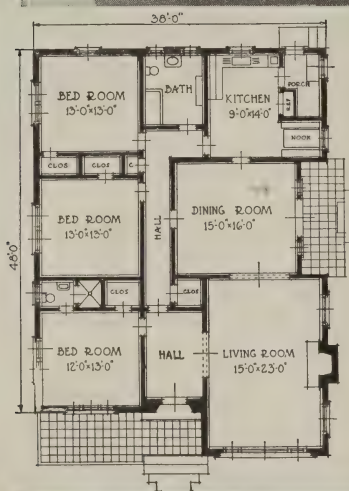 38'-0"
BED ROOM
13'-0"x13'-0"
BATH
KITCHEN
9'-0"x14'-0"
PORCH
REF
NOOK
CLOS
CLOS
C
BED ROOM
13'-0"x13'-0"
HALL
DINING ROOM
15'-0"x16'-0"
48'-0"
CLOS
CLOS
BED ROOM
12'-0"x13'-0"
HALL
LIVING ROOM
15'-0"x23'-0"